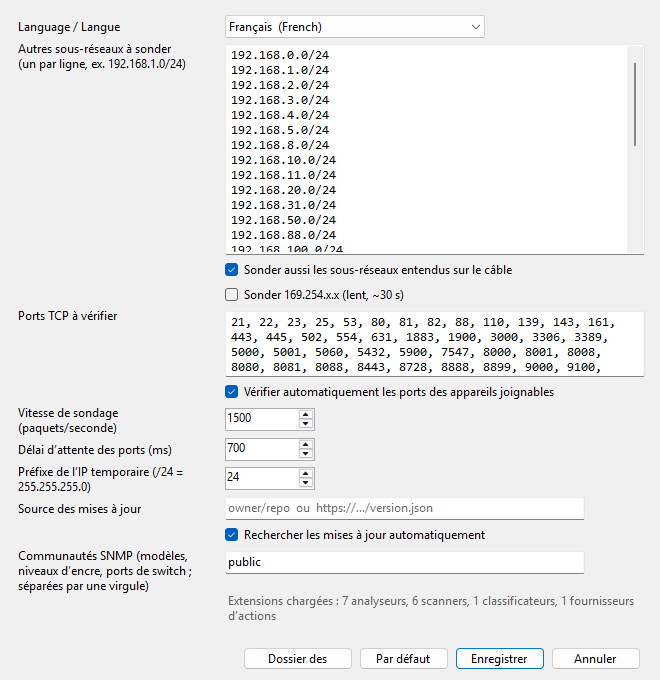 Language / Langue
Français (French)
Autres sous-réseaux à sonder
(un par ligne, ex. 192.168.1.0/24)
192.168.0.0/24
192.168.1.0/24
192.168.2.0/24
192.168.3.0/24
192.168.4.0/24
192.168.5.0/24
192.168.8.0/24
192.168.10.0/24
192.168.11.0/24
192.168.20.0/24
192.168.31.0/24
192.168.50.0/24
192.168.88.0/24
192.168.100.0/24
Sonder aussi les sous-réseaux entendus sur le câble
Sonder 169.254.x.x (lent, ~30 s)
Ports TCP à vérifier
21, 22, 23, 25, 53, 80, 81, 82, 88, 110, 139, 143, 161,
443, 445, 502, 554, 631, 1883, 1900, 3000, 3306, 3389,
5000, 5001, 5060, 5432, 5900, 7547, 8000, 8001, 8008,
8080, 8081, 8088, 8443, 8728, 8888, 8899, 9000, 9100,
Vérifier automatiquement les ports des appareils joignables
Vitesse de sondage
(paquets/seconde)
1500
Délai d’attente des ports (ms)
700
Préfixe de l’IP temporaire (/24 =
255.255.255.0)
24
Source des mises à jour
owner/repo ou https://.../version.json
Rechercher les mises à jour automatiquement
Communautés SNMP (modèles,
niveaux d’encre, ports de switch ;
séparées par une virgule)
public
Extensions chargées : 7 analyseurs, 6 scanners, 1 classificateurs, 1 fournisseurs
d’actions
Dossier des
Par défaut
Enregistrer
Annuler